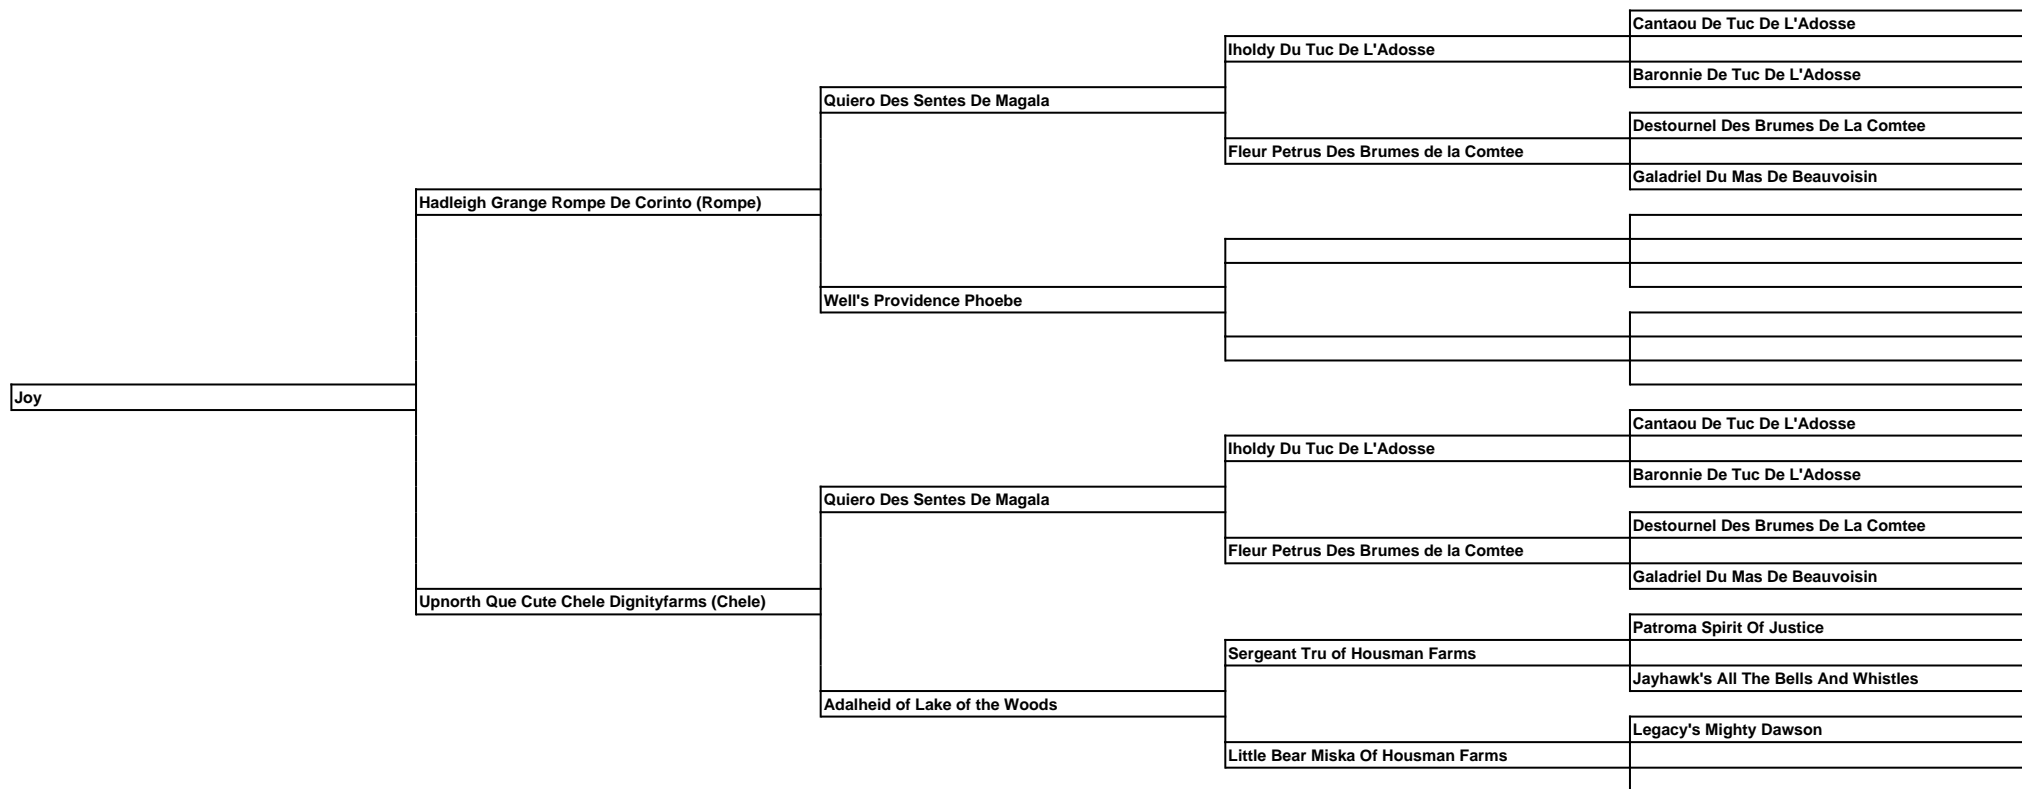 Cantaou De Tuc De L'Adosse
Iholdy Du Tuc De L'Adosse
Baronnie De Tuc De L'Adosse
Quiero Des Sentes De Magala
Destournel Des Brumes De La Comtee
Fleur Petrus Des Brumes de la Comtee
Galadriel Du Mas De Beauvoisin
Hadleigh Grange Rompe De Corinto (Rompe)
Well's Providence Phoebe
Joy
Cantaou De Tuc De L'Adosse
Iholdy Du Tuc De L'Adosse
Baronnie De Tuc De L'Adosse
Quiero Des Sentes De Magala
Destournel Des Brumes De La Comtee
Fleur Petrus Des Brumes de la Comtee
Galadriel Du Mas De Beauvoisin
Upnorth Que Cute Chele Dignityfarms (Chele)
Patroma Spirit Of Justice
Sergeant Tru of Housman Farms
Jayhawk's All The Bells And Whistles
Adalheid of Lake of the Woods
Legacy's Mighty Dawson
Little Bear Miska Of Housman Farms